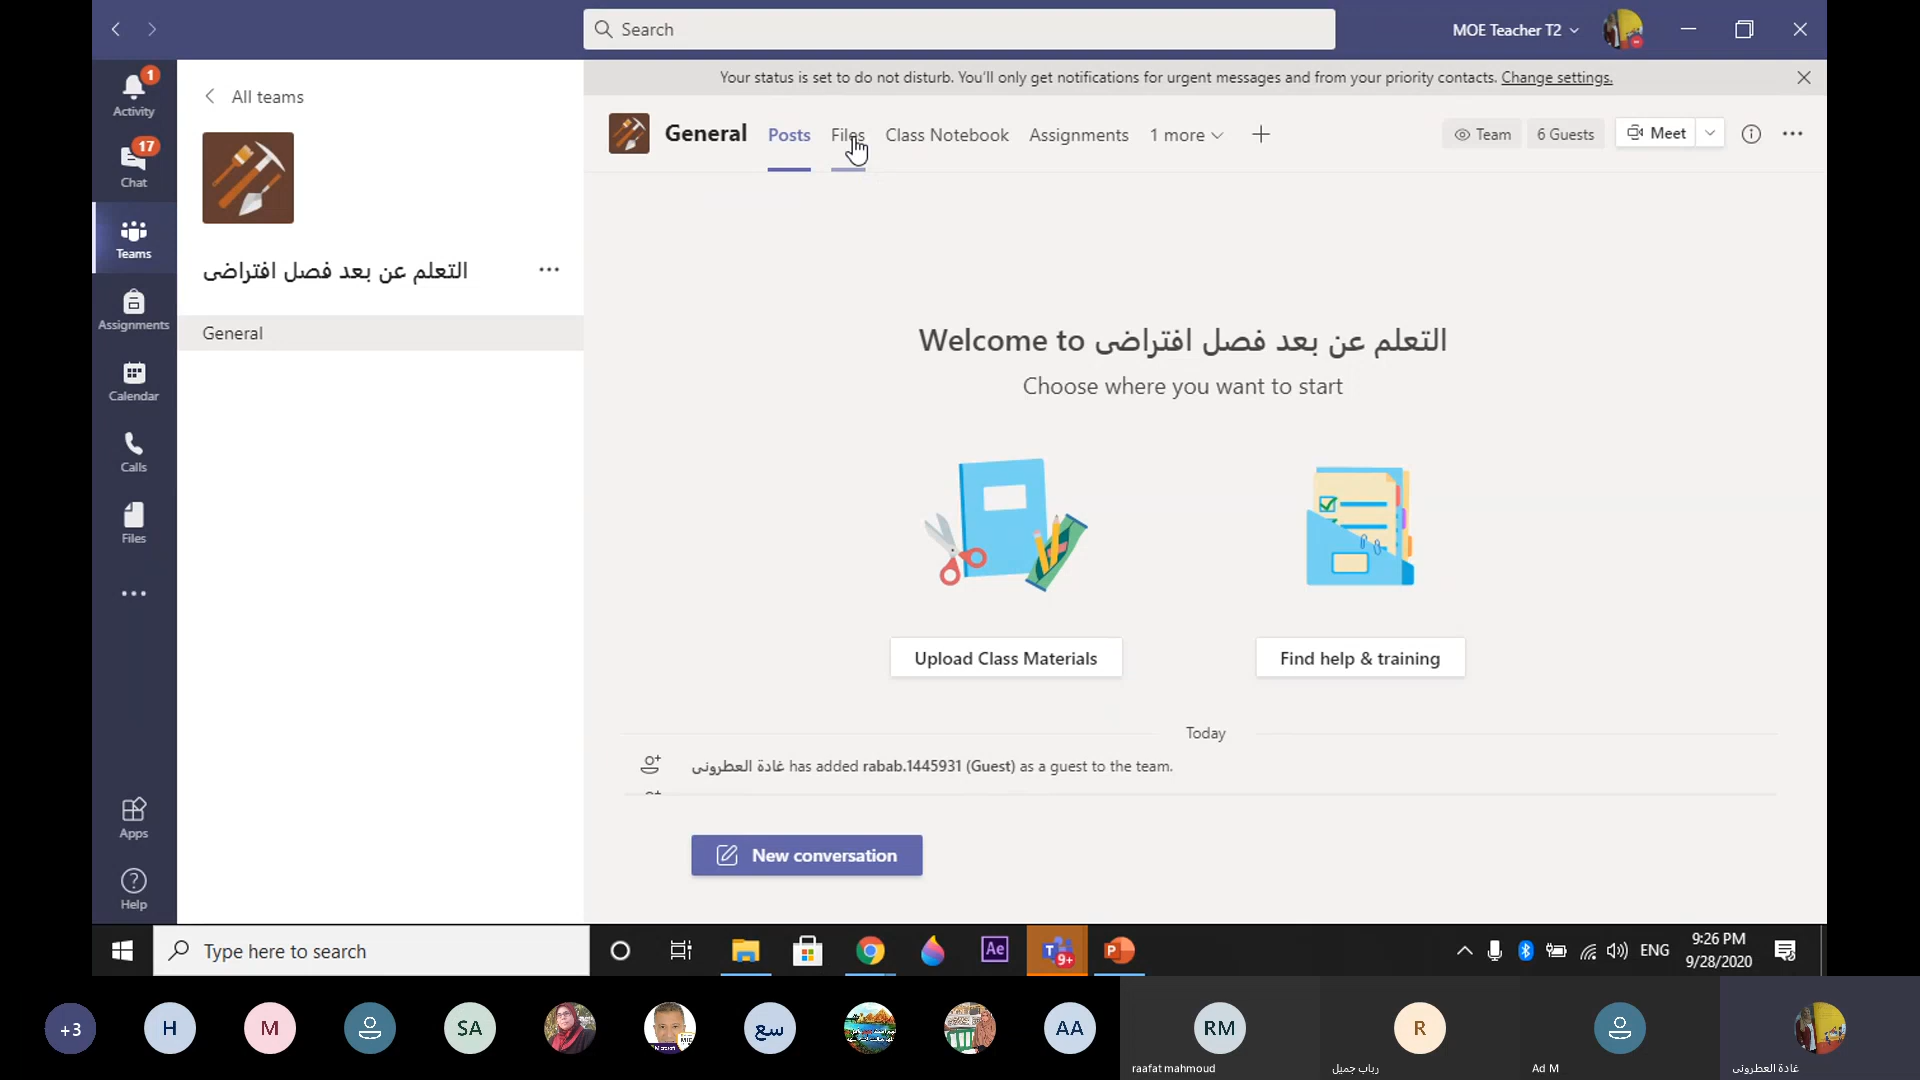 Search
MOE Teacher T2
Your status is set to do not disturb. You'll only get notifications for urgent messages and from your priority contacts. Change settings.
1
Activity
17
Chat
Teams
Assignments
Calendar
Calls
Files
Apps
Help
All teams
التعلم عن بعد فصل افتراضى
General
General
Posts
Files
Class Notebook
Assignments
1 more
Team
6 Guests
Meet
Welcome to التعلم عن بعد فصل افتراضى
Choose where you want to start
Upload Class Materials
Find help & training
Today
غادة العطرونى has added rabab.1445931 (Guest) as a guest to the team.
New conversation
Type here to search
Ae
9+
P
ENG
9:26 PM
9/28/2020
+3
H
M
SA
سع
AA
RM
raafat mahmoud
R
رباب جميل
Ad M
غادة العطرونى